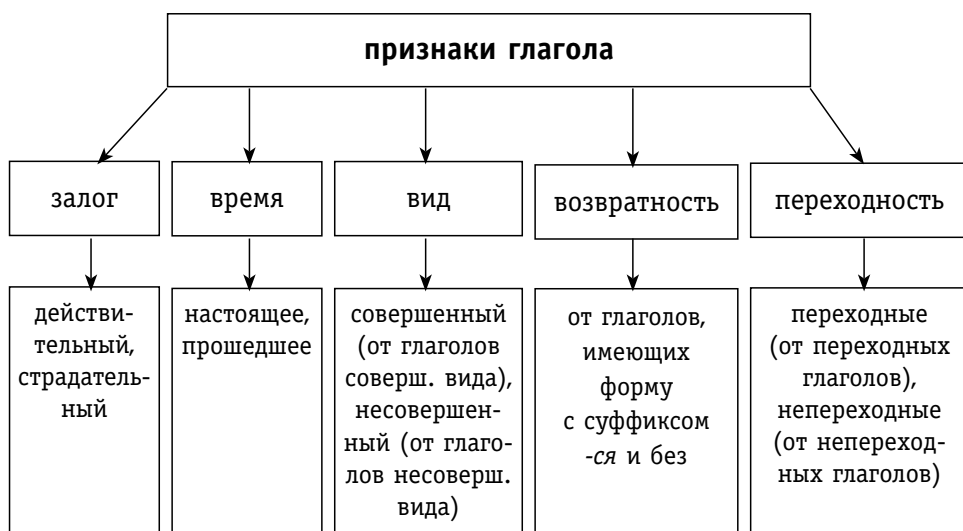 признаки глагола
залог
время
вид
возвратность
переходность
действи-
тельный,
страдатель-
ный
настоящее,
прошедшее
совершенный
(от глаголов
соверш. вида),
несовершен-
ный (от глаго-
лов несоверш.
вида)
от глаголов,
имеющих
форму
с суффиксом
-ся и без
переходные
(от переходных
глаголов),
непереходные
(от непереход-
ных глаголов)